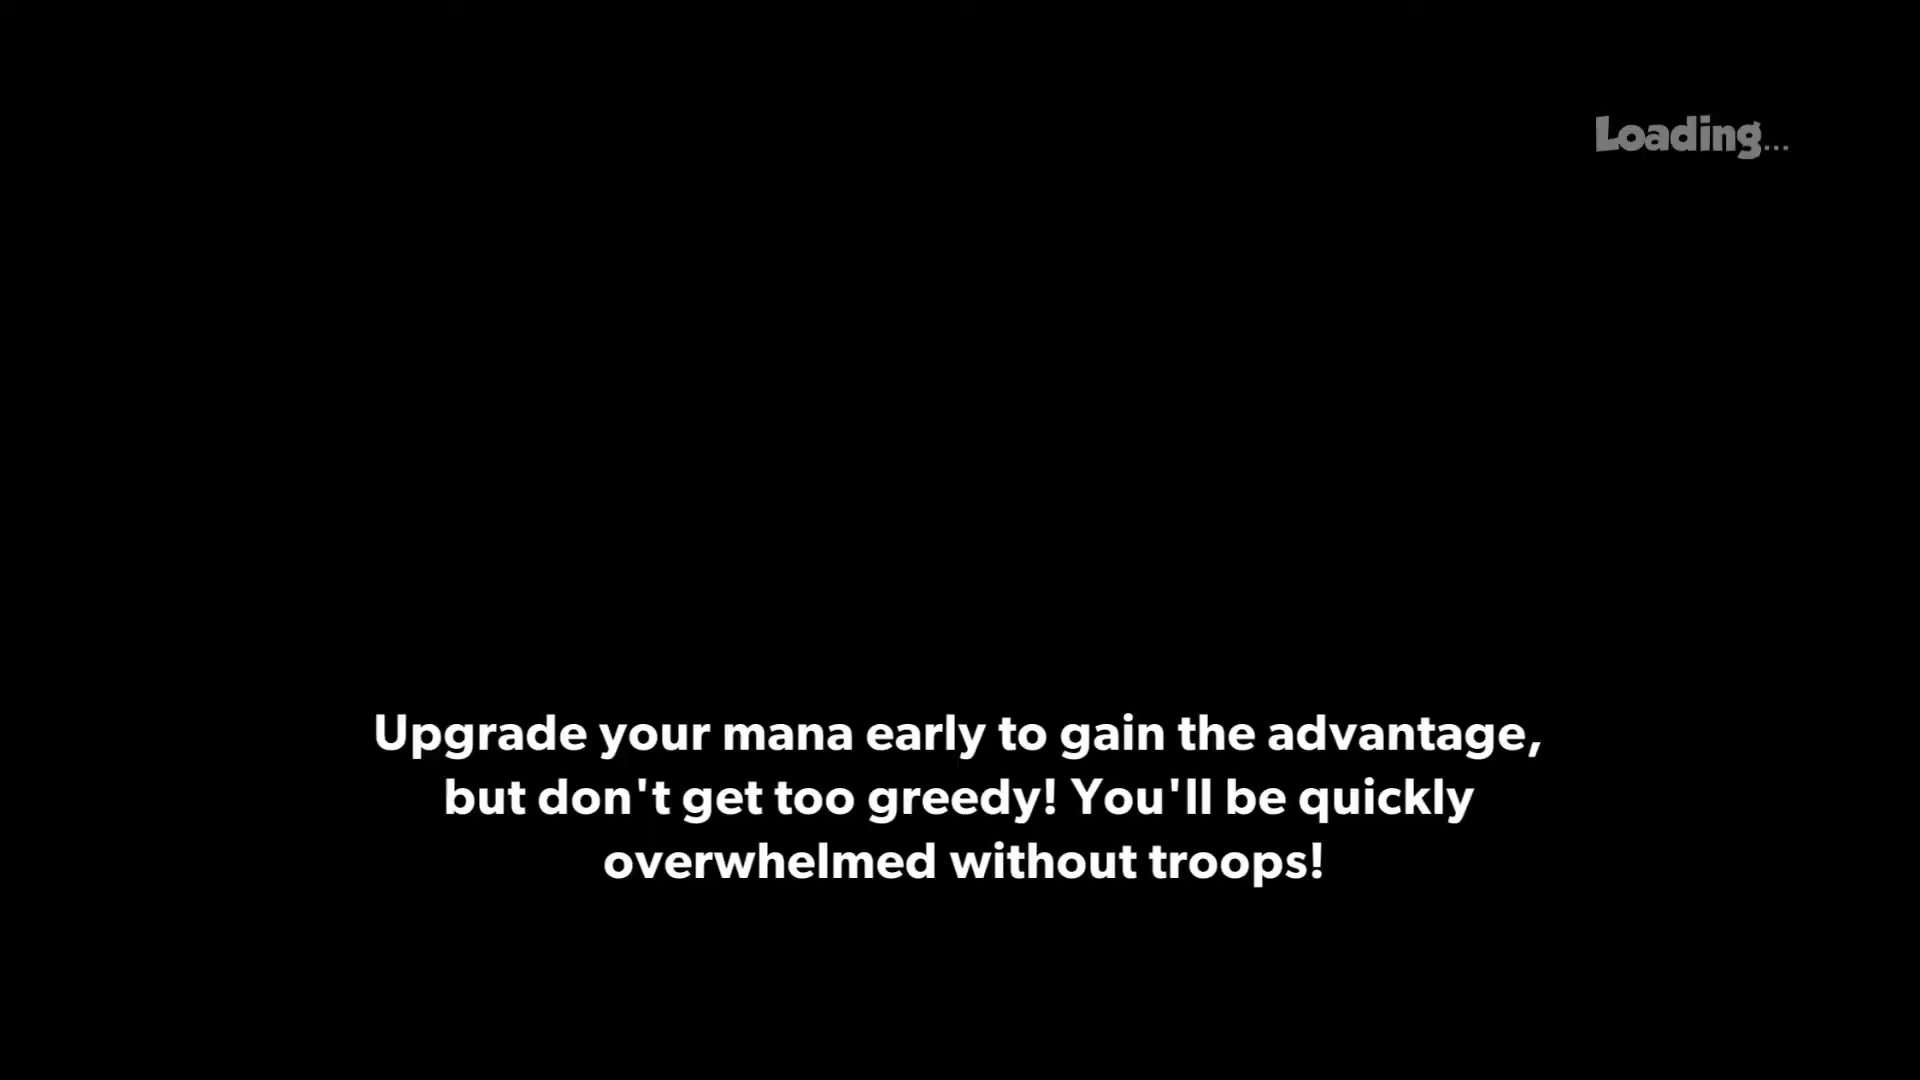 Loading...
Upgrade your mana early to gain the advantage,
but don't get too greedy! You'll be quickly
overwhelmed without troops!